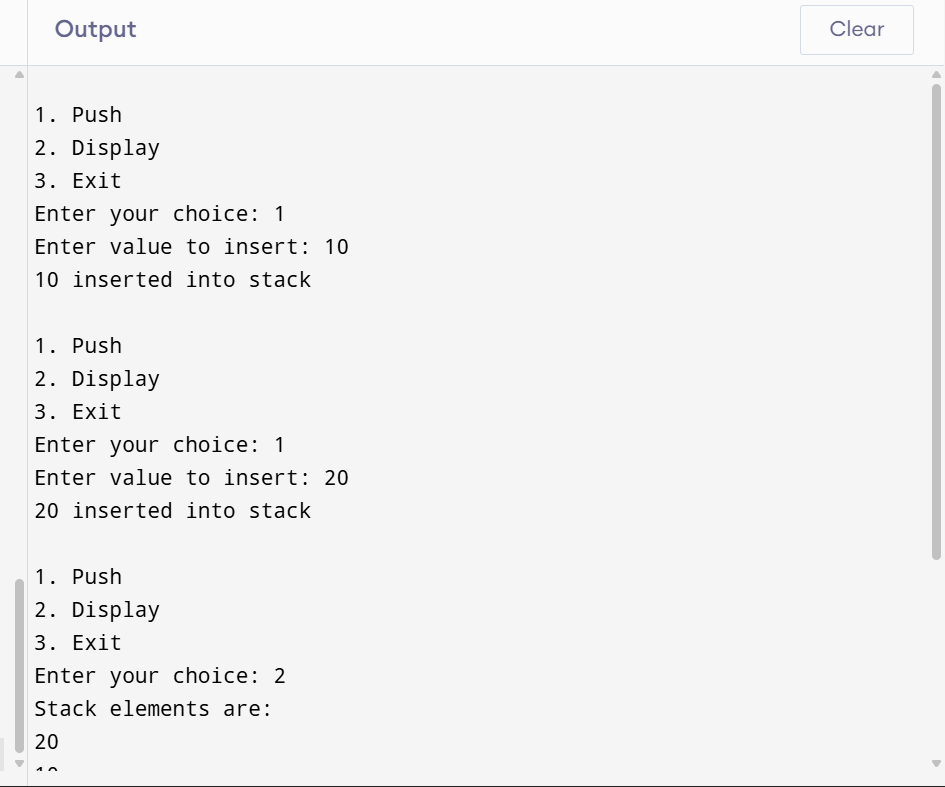 Output
Clear
1. Push
2. Display
3. Exit
Enter your choice: 1
Enter value to insert: 10
10 inserted into stack
1. Push
2. Display
3. Exit
Enter your choice: 1
Enter value to insert: 20
20 inserted into stack
1. Push
2. Display
3. Exit
Enter your choice: 2
Stack elements are:
20